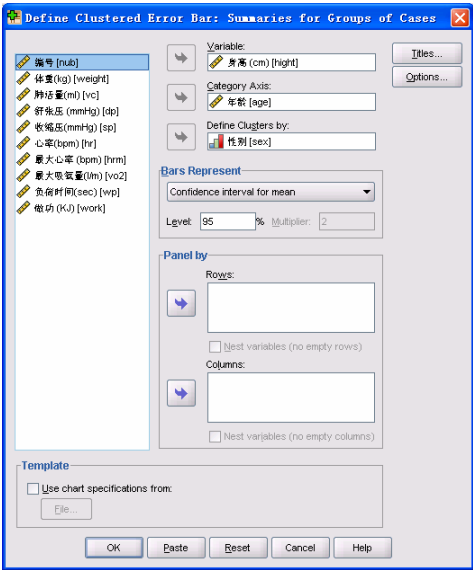 Define Clustered Error Bar: Summaries for Groups of Cases
编号 [nub]
体重(kg) [weight]
肺活量(ml) [vc]
舒张压 (mmHg) [dp]
收缩压(mmHg) [sp]
心率(bpm) [hr]
最大心率 (bpm) [hrm]
最大吸氧量(l/m) [vo2]
负荷时间(sec) [wp]
做功 (KJ) [work]
Variable:
身高 (cm) [hight]
Category Axis:
年龄 [age]
Define Clusters by:
性别 [sex]
Titles...
Options...
Bars Represent
Confidence interval for mean
Level: 95 % Multiplier: 2
Panel by
Rows:
Nest variables (no empty rows)
Columns:
Nest variables (no empty columns)
Template
Use chart specifications from:
File...
OK Paste Reset Cancel Help